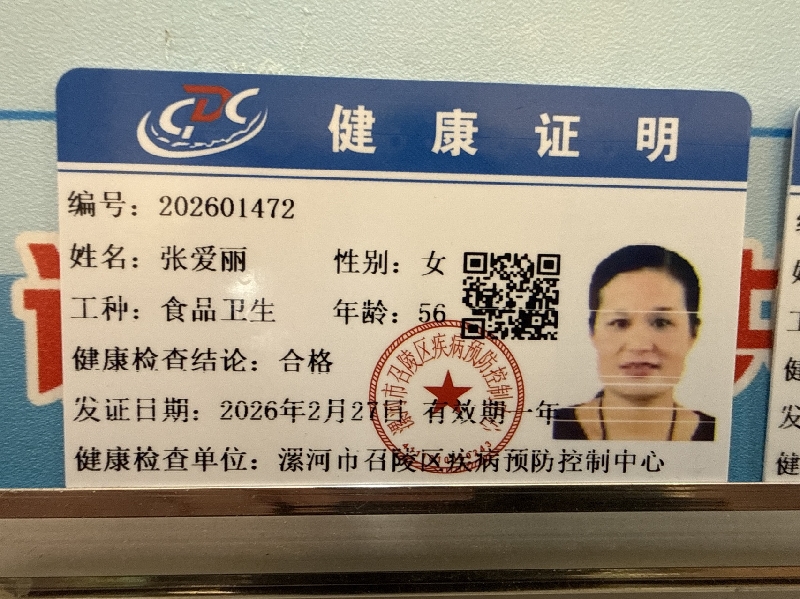 CDC 健康证明
编号：202601472
姓名：张爱丽 性别：女
工种：食品卫生 年龄：56
健康检查结论：合格
发证日期：2026年2月27日 有效期一年
健康检查单位：漯河市召陵区疾病预防控制中心
漯河市召陵区疾病预防控制中心